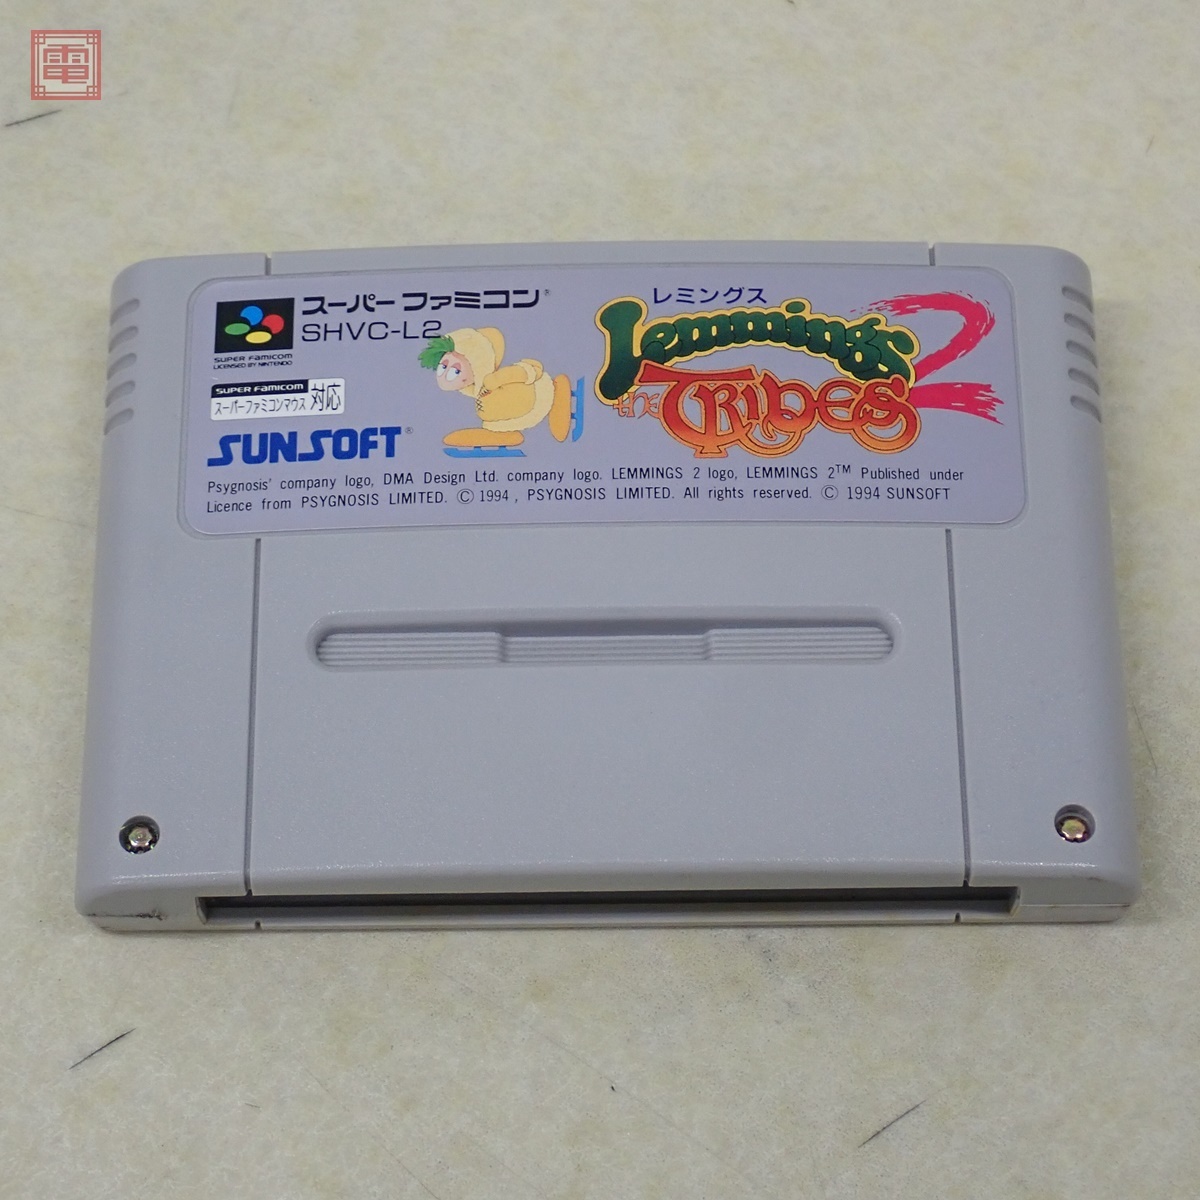 電
スーパーファミコン®
SHVC-L2
SUPER FAMICOM
LICENSED BY NINTENDO
SUPER FAMICOM
スーパーファミコンマウス 対応
SUNSOFT®
レミングス
Lemmings 2
the TRIBES
Psygnosis' company logo, DMA Design Ltd. company logo. LEMMINGS 2 logo, LEMMINGS 2™ Published under
Licence from PSYGNOSIS LIMITED. © 1994, PSYGNOSIS LIMITED. All rights reserved. © 1994 SUNSOFT